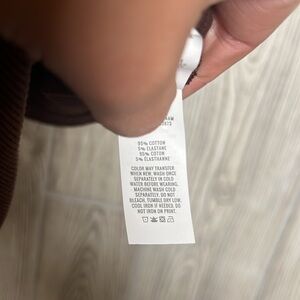 95% COTTON
5% ELASTANE
95% COTON
5% ÉLASTHANNE
COLOR MAY TRANSFER
WHEN NEW. WASH ONCE
SEPARATELY IN COLD
WATER BEFORE WEARING.
MACHINE WASH COLD
SEPARATELY. DO NOT
BLEACH. TUMBLE DRY LOW.
COOL IRON IF NEEDED. DO
NOT IRON ON PRINT.